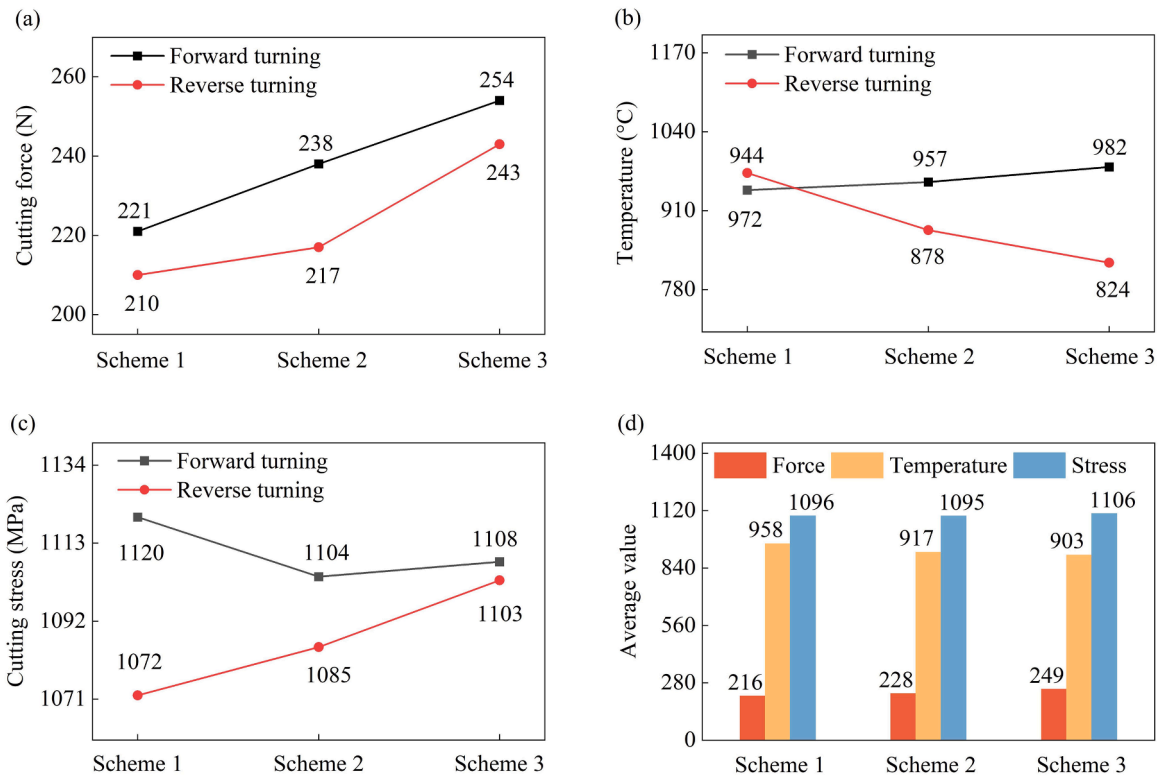 (a)
Forward turning
Reverse turning
Cutting force (N)
260
240
220
200
221
238
254
210
217
243
Scheme 1
Scheme 2
Scheme 3
(b)
Forward turning
Reverse turning
Temperature (°C)
1170
1040
910
780
944
957
982
972
878
824
Scheme 1
Scheme 2
Scheme 3
(c)
Forward turning
Reverse turning
Cutting stress (MPa)
1134
1113
1092
1071
1120
1104
1108
1072
1085
1103
Scheme 1
Scheme 2
Scheme 3
(d)
Force
Temperature
Stress
Average value
1400
1120
840
560
280
0
216
958
1096
228
917
1095
249
903
1106
Scheme 1
Scheme 2
Scheme 3